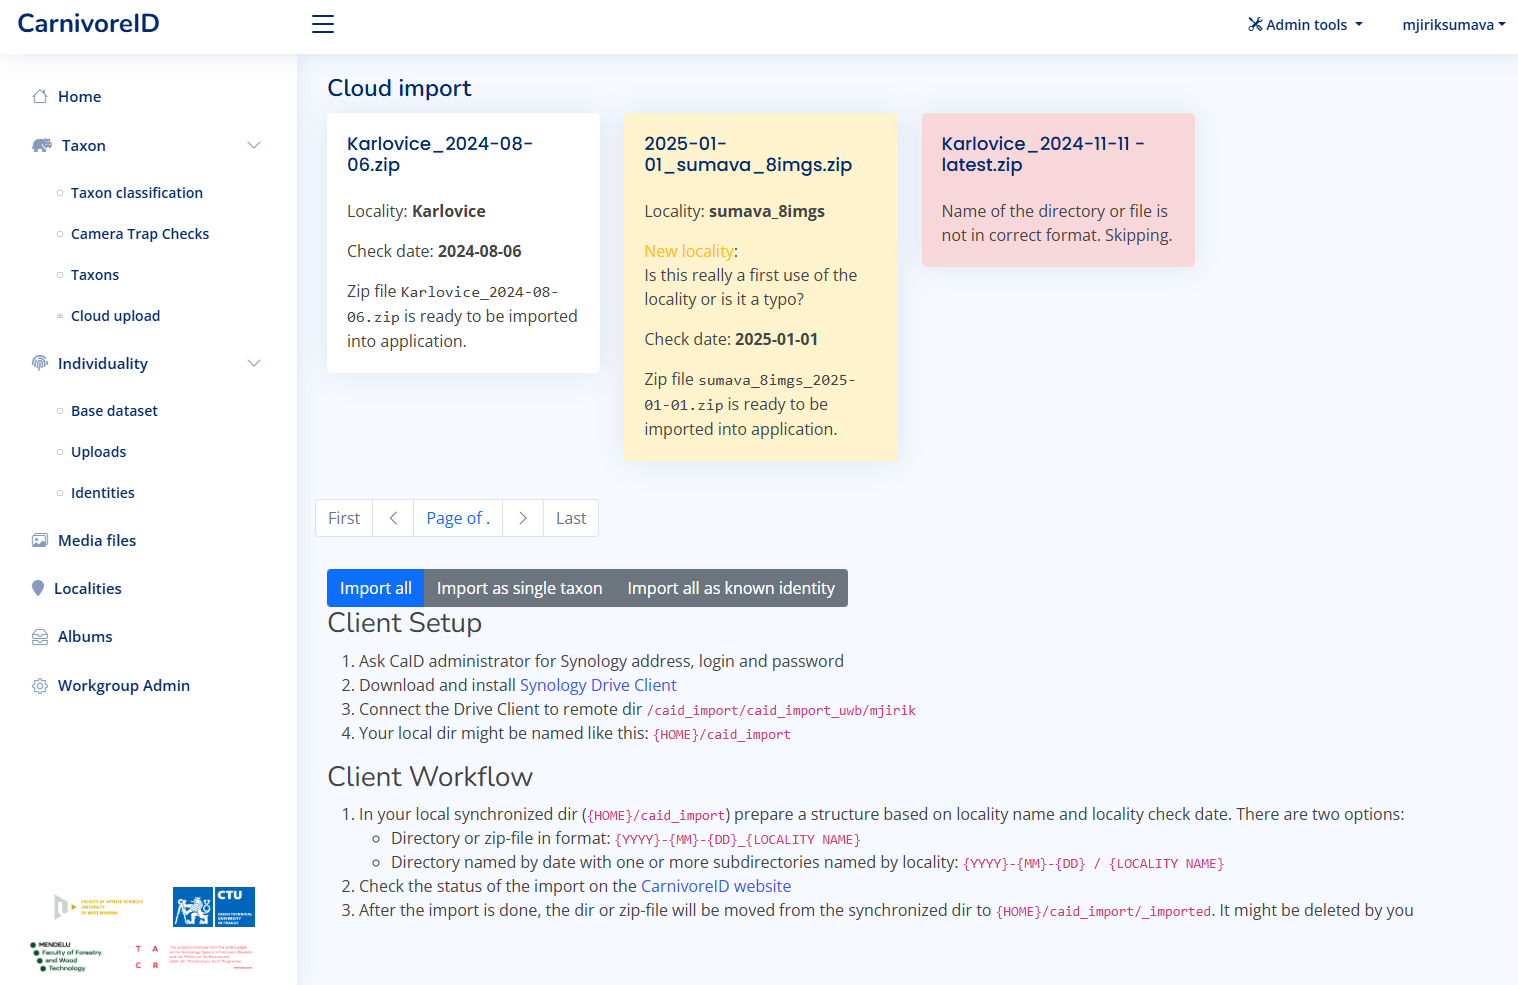 CarnivoreID
Admin tools
mjiriksumava
Home
Taxon
Taxon classification
Camera Trap Checks
Taxons
Cloud upload
Individuality
Base dataset
Uploads
Identities
Media files
Localities
Albums
Workgroup Admin
Cloud import
Karlovice_2024-08-
06.zip
Locality: Karlovice
Check date: 2024-08-06
Zip file Karlovice_2024-08-
06.zip is ready to be imported
into application.
2025-01-
01_sumava_8imgs.zip
Locality: sumava_8imgs
New locality:
Is this really a first use of the
locality or is it a typo?
Check date: 2025-01-01
Zip file sumava_8imgs_2025-
01-01.zip is ready to be
imported into application.
Karlovice_2024-11-11 -
latest.zip
Name of the directory or file is
not in correct format. Skipping.
First
Page of .
Last
Import all
Import as single taxon
Import all as known identity
Client Setup
1. Ask CaID administrator for Synology address, login and password
2. Download and install Synology Drive Client
3. Connect the Drive Client to remote dir /caid_import/caid_import_uwb/mjirik
4. Your local dir might be named like this: {HOME}/caid_import
Client Workflow
1. In your local synchronized dir ({HOME}/caid_import) prepare a structure based on locality name and locality check date. There are two options:
Directory or zip-file in format: {YYYY}-{MM}-{DD}_{LOCALITY NAME}
Directory named by date with one or more subdirectories named by locality: {YYYY}-{MM}-{DD} / {LOCALITY NAME}
2. Check the status of the import on the CarnivoreID website
3. After the import is done, the dir or zip-file will be moved from the synchronized dir to {HOME}/caid_import/_imported. It might be deleted by you
FACULTY OF APPLIED SCIENCES
UNIVERSITY
OF WEST BOHEMIA
CTU
CZECH TECHNICAL
UNIVERSITY
IN PRAGUE
MENDELU
Faculty of Forestry
and Wood
Technology
T A
C R